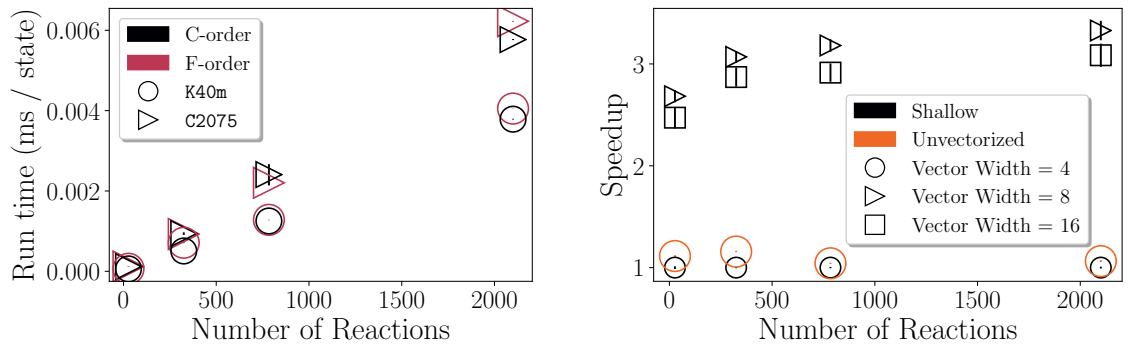 0.006
0.004
0.002
0.000
Run time (ms / state)
C-order
F-order
K40m
C2075
0
500
1000
1500
2000
Number of Reactions
3
2
1
Speedup
Shallow
Unvectorized
Vector Width = 4
Vector Width = 8
Vector Width = 16
0
500
1000
1500
2000
Number of Reactions